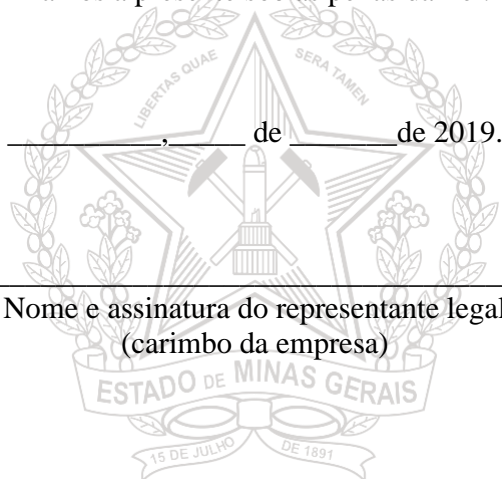 LIBERTAS QUAE SERA TAMEN
__________,_____ de _______de 2019.
Nome e assinatura do representante legal
(carimbo da empresa)
ESTADO DE MINAS GERAIS
15 DE JULHO DE 1891